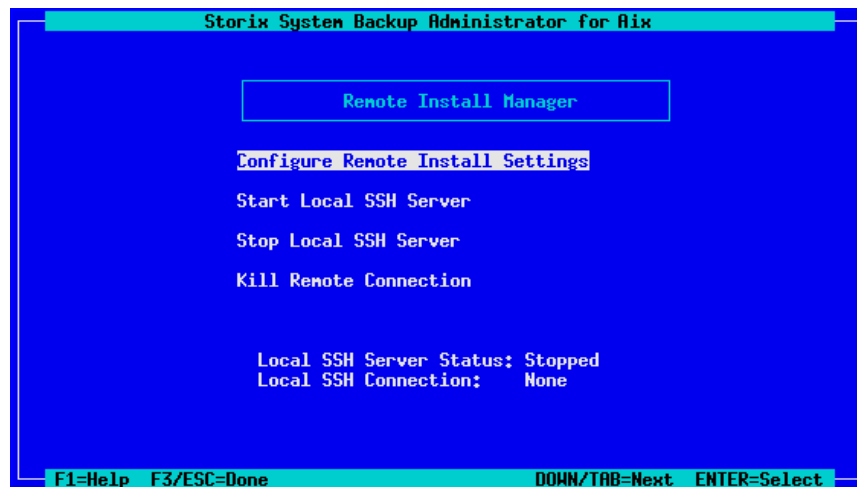 Storix System Backup Administrator for Aix
Remote Install Manager
Configure Remote Install Settings
Start Local SSH Server
Stop Local SSH Server
Kill Remote Connection
Local SSH Server Status: Stopped
Local SSH Connection: None
F1=Help F3/ESC=Done DOWN/TAB=Next ENTER=Select